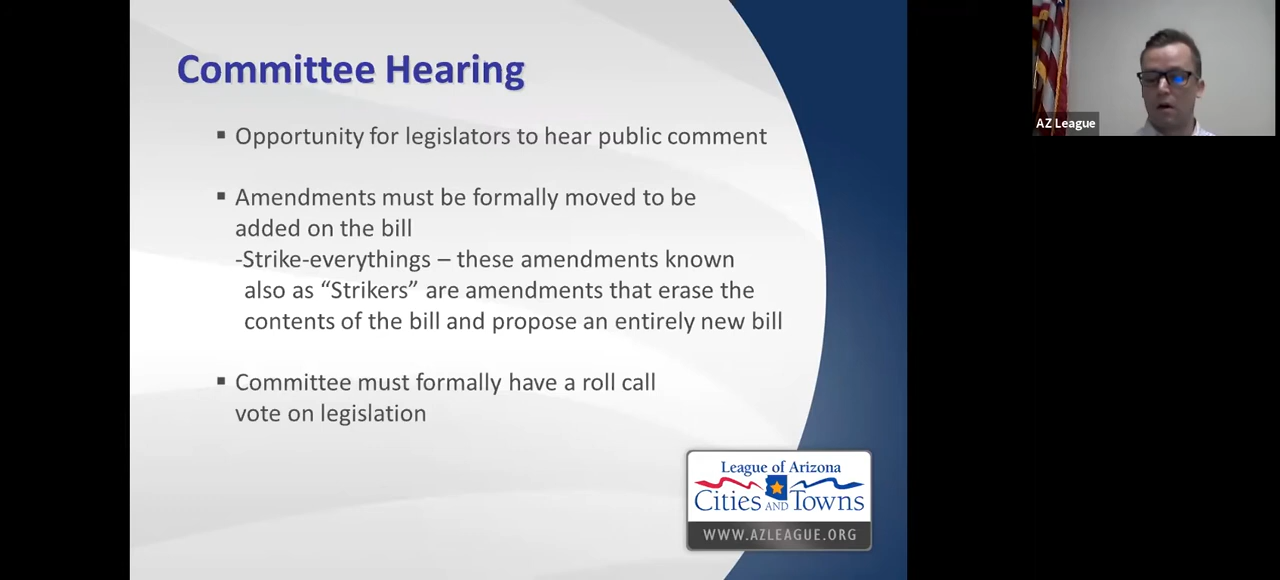 Committee Hearing
▪ Opportunity for legislators to hear public comment
▪ Amendments must be formally moved to be
added on the bill
-Strike-everythings – these amendments known
also as “Strikers” are amendments that erase the
contents of the bill and propose an entirely new bill
▪ Committee must formally have a roll call
vote on legislation
League of Arizona
Cities AND Towns
WWW.AZLEAGUE.ORG
AZ League